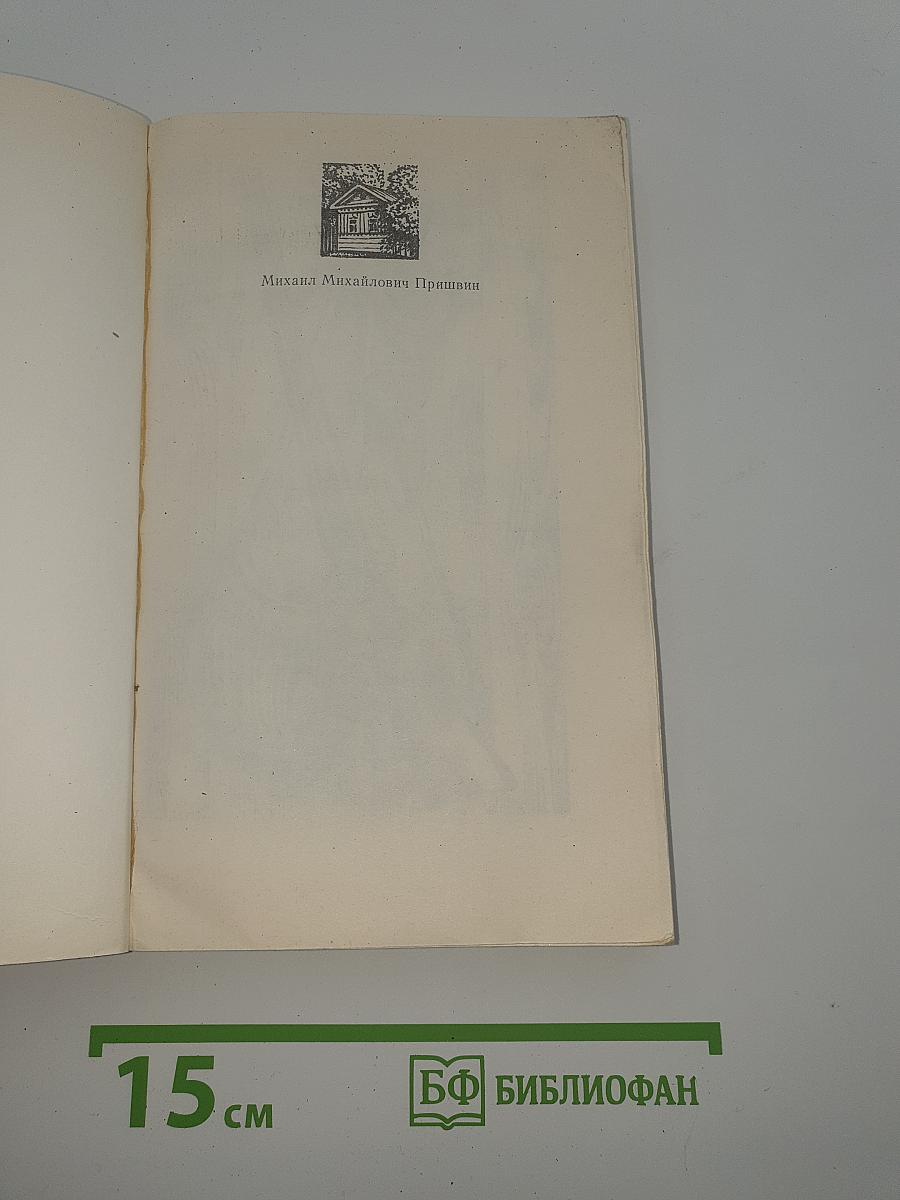 Михаил Михайлович Пришвин
15 см
БФ БИБЛИОФАН